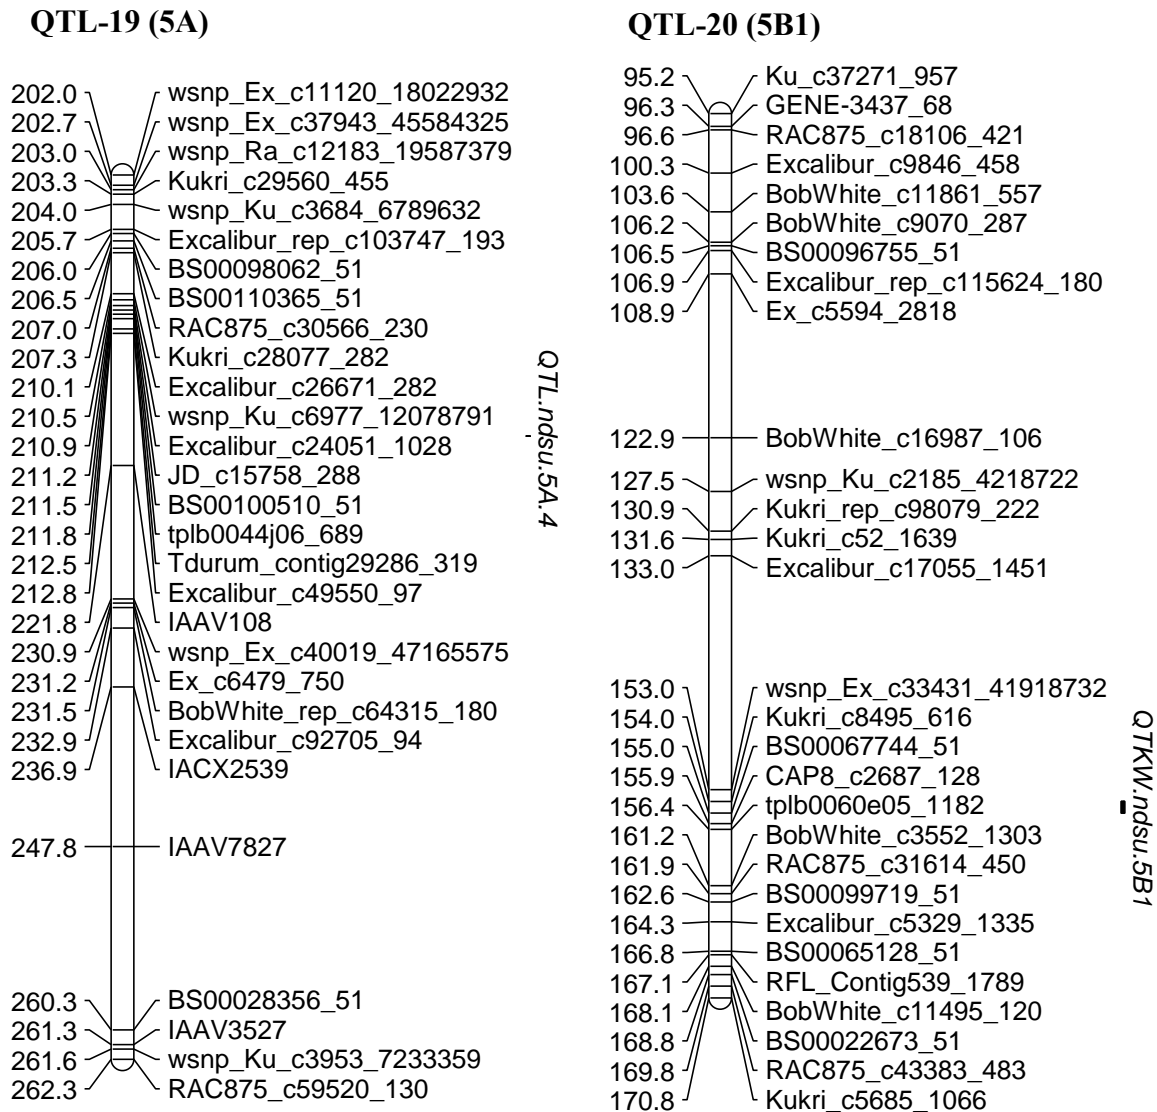 QTL-19 (5A)
202.0 wsnp_Ex_c11120_18022932
202.7 wsnp_Ex_c37943_45584325
203.0 wsnp_Ra_c12183_19587379
203.3 Kukri_c29560_455
204.0 wsnp_Ku_c3684_6789632
205.7 Excalibur_rep_c103747_193
206.0 BS00098062_51
206.5 BS00110365_51
207.0 RAC875_c30566_230
207.3 Kukri_c28077_282
210.1 Excalibur_c26671_282
210.5 wsnp_Ku_c6977_12078791
210.9 Excalibur_c24051_1028
211.2 JD_c15758_288
211.5 BS00100510_51
211.8 tplb0044j06_689
212.5 Tdurum_contig29286_319
212.8 Excalibur_c49550_97
221.8 IAAV108
230.9 wsnp_Ex_c40019_47165575
231.2 Ex_c6479_750
231.5 BobWhite_rep_c64315_180
232.9 Excalibur_c92705_94
236.9 IACX2539
247.8 IAAV7827
260.3 BS00028356_51
261.3 IAAV3527
261.6 wsnp_Ku_c3953_7233359
262.3 RAC875_c59520_130
QTL.ndsu.5A.4
QTL-20 (5B1)
95.2 Ku_c37271_957
96.3 GENE-3437_68
96.6 RAC875_c18106_421
100.3 Excalibur_c9846_458
103.6 BobWhite_c11861_557
106.2 BobWhite_c9070_287
106.5 BS00096755_51
106.9 Excalibur_rep_c115624_180
108.9 Ex_c5594_2818
122.9 BobWhite_c16987_106
127.5 wsnp_Ku_c2185_4218722
130.9 Kukri_rep_c98079_222
131.6 Kukri_c52_1639
133.0 Excalibur_c17055_1451
153.0 wsnp_Ex_c33431_41918732
154.0 Kukri_c8495_616
155.0 BS00067744_51
155.9 CAP8_c2687_128
156.4 tplb0060e05_1182
161.2 BobWhite_c3552_1303
161.9 RAC875_c31614_450
162.6 BS00099719_51
164.3 Excalibur_c5329_1335
166.8 BS00065128_51
167.1 RFL_Contig539_1789
168.1 BobWhite_c11495_120
168.8 BS00022673_51
169.8 RAC875_c43383_483
170.8 Kukri_c5685_1066
QTKW.ndsu.5B1